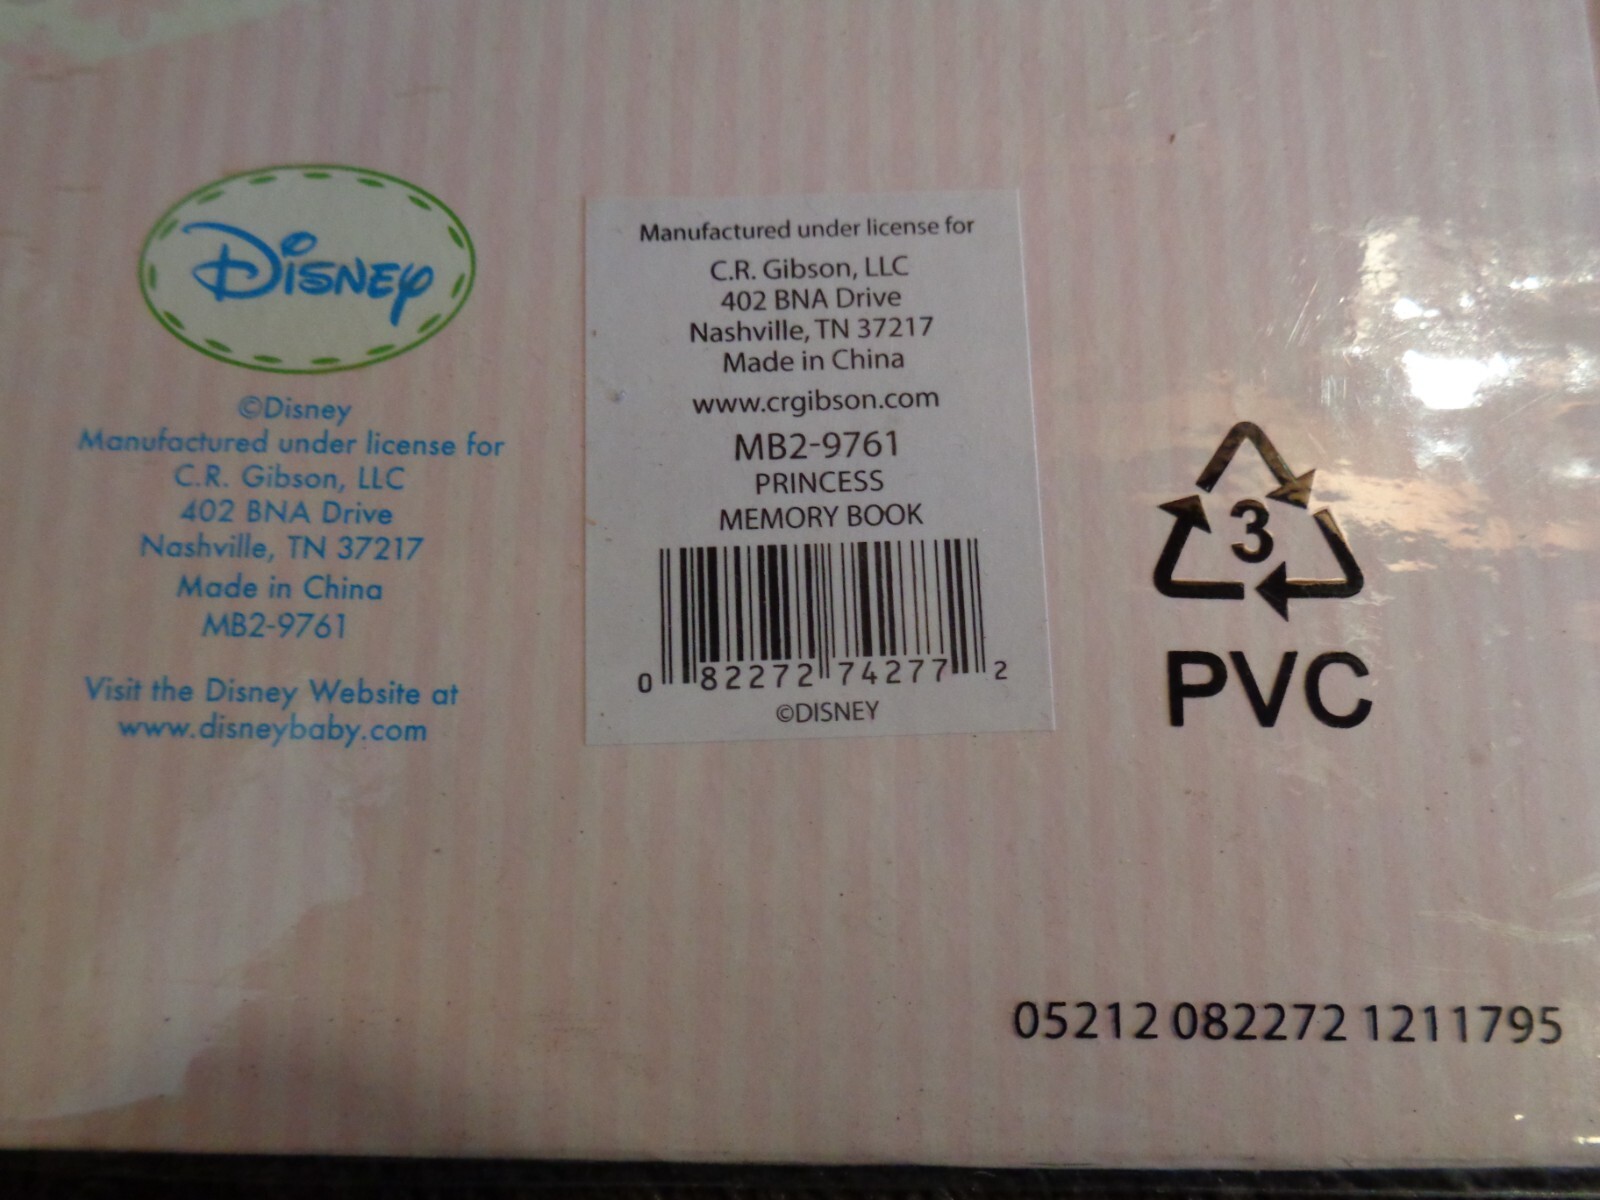 Disney
©Disney
Manufactured under license for
C.R. Gibson, LLC
402 BNA Drive
Nashville, TN 37217
Made in China
MB2-9761
Visit the Disney Website at
www.disneybaby.com
Manufactured under license for
C.R. Gibson, LLC
402 BNA Drive
Nashville, TN 37217
Made in China
www.crgibson.com
MB2-9761
PRINCESS
MEMORY BOOK
0 82272 74277 2
©DISNEY
3
PVC
05212 082272 1211795